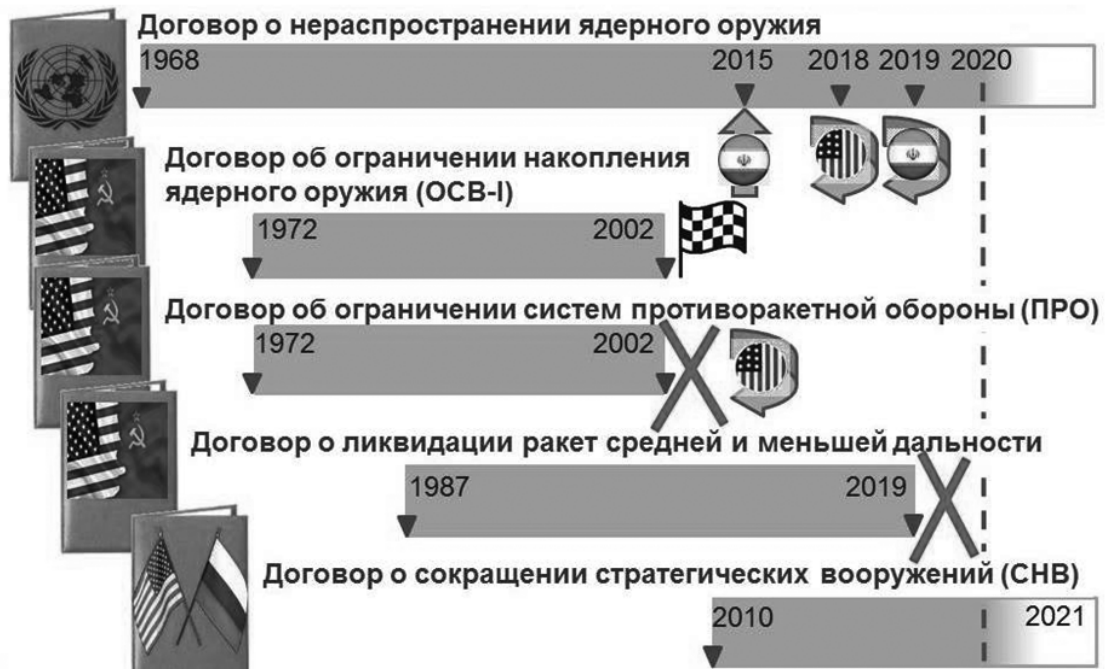 Договор о нераспространении ядерного оружия
1968 2015 2018 2019 2020
Договор об ограничении накопления
ядерного оружия (ОСВ-I)
1972 2002
Договор об ограничении систем противоракетной обороны (ПРО)
1972 2002
Договор о ликвидации ракет средней и меньшей дальности
1987 2019
Договор о сокращении стратегических вооружений (СНВ)
2010 2021